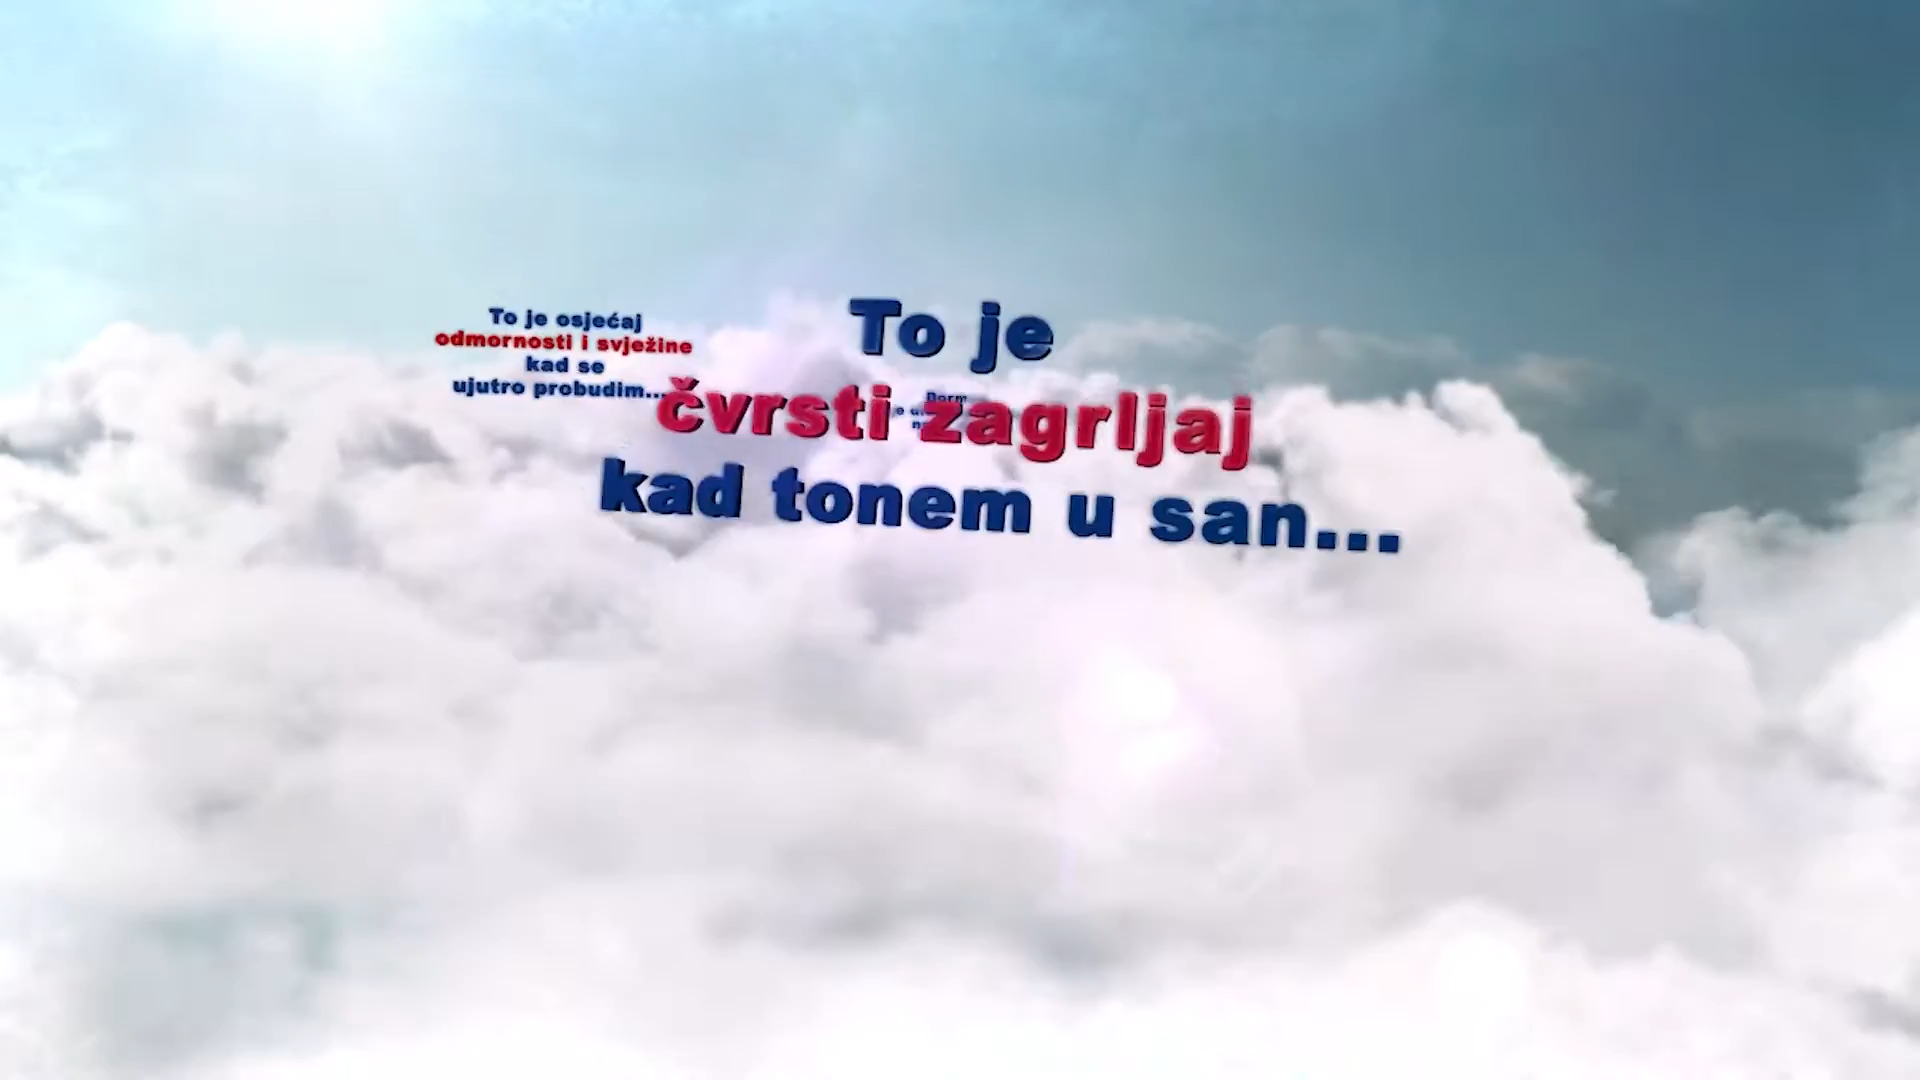 To je osjećaj
odmornosti i svježine
kad se
ujutro probudim...
To je
čvrsti zagrljaj
kad tonem u san...